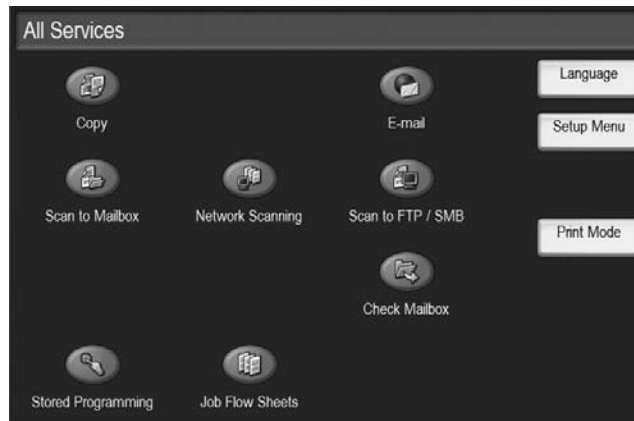 All Services
Language
Copy
E-mail
Setup Menu
Scan to Mailbox
Network Scanning
Scan to FTP / SMB
Print Mode
Check Mailbox
Stored Programming
Job Flow Sheets